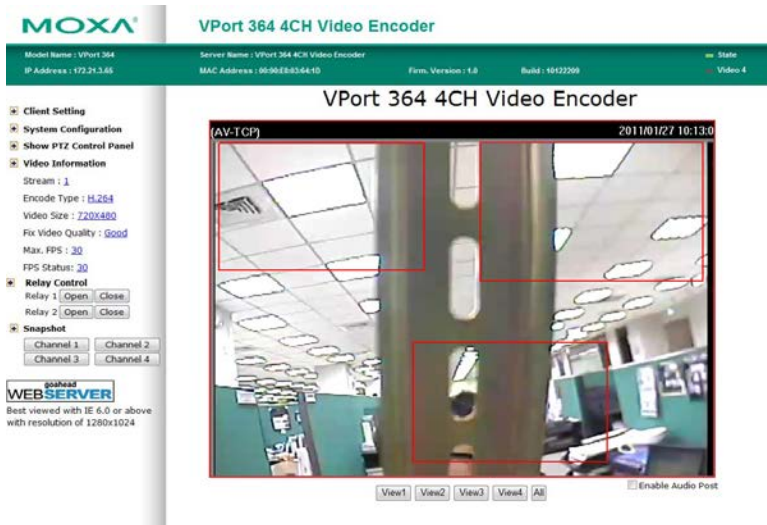 MOXA
VPort 364 4CH Video Encoder
Model Name : VPort 364
Server Name : VPort 364 4CH Video Encoder
State
IP Address : 172.21.3.65
MAC Address : 00:90:E8:03:64:1D
Firm. Version : 1.0
Build : 10122209
Video 4
VPort 364 4CH Video Encoder
Client Setting
System Configuration
Show PTZ Control Panel
Video Information
Stream : 1
Encode Type : H.264
Video Size : 720X480
Fix Video Quality : Good
Max. FPS : 30
FPS Status: 30
Relay Control
Relay 1 Open Close
Relay 2 Open Close
Snapshot
Channel 1 Channel 2
Channel 3 Channel 4
goahead
WEBSERVER
Best viewed with IE 6.0 or above
with resolution of 1280x1024
(AV-TCP)
2011/01/27 10:13:0
View1 View2 View3 View4 All
Enable Audio Post